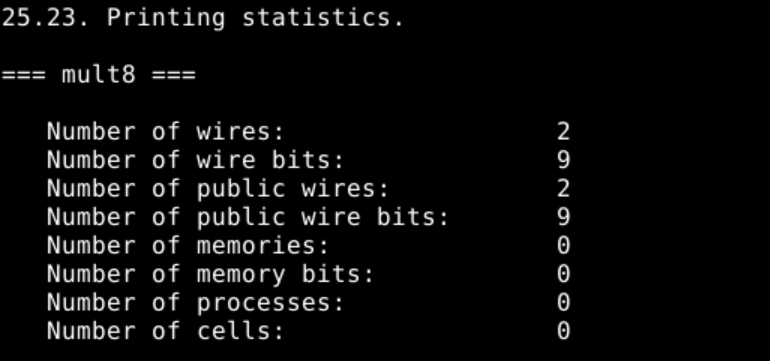 25.23. Printing statistics.
=== mult8 ===
Number of wires: 2
Number of wire bits: 9
Number of public wires: 2
Number of public wire bits: 9
Number of memories: 0
Number of memory bits: 0
Number of processes: 0
Number of cells: 0